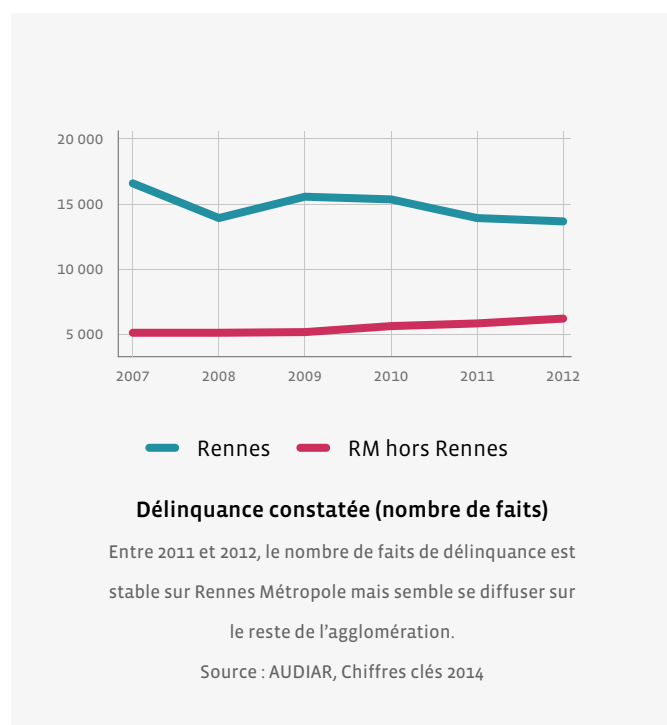 20 000
15 000
10 000
5 000
2007 2008 2009 2010 2011 2012
Rennes RM hors Rennes
Délinquance constatée (nombre de faits)
Entre 2011 et 2012, le nombre de faits de délinquance est
stable sur Rennes Métropole mais semble se diffuser sur
le reste de l’agglomération.
Source : AUDIAR, Chiffres clés 2014